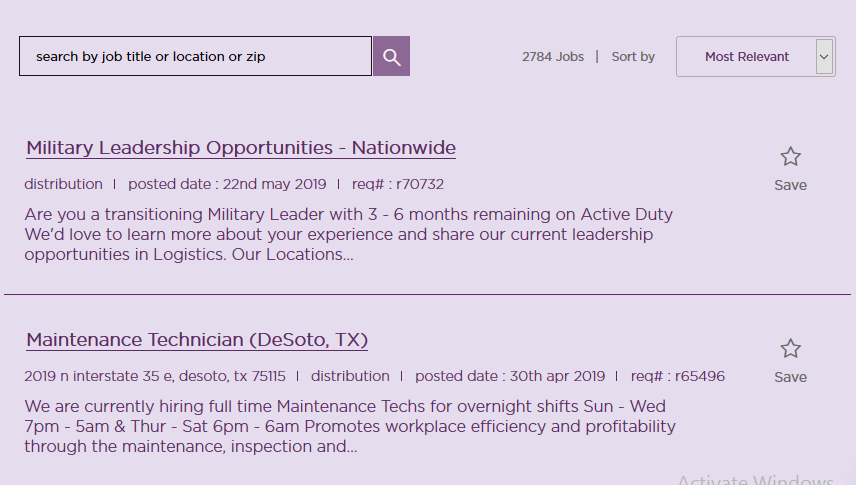 search by job title or location or zip
2784 Jobs | Sort by Most Relevant
Military Leadership Opportunities - Nationwide
distribution | posted date : 22nd may 2019 | req# : r70732
Save
Are you a transitioning Military Leader with 3 - 6 months remaining on Active Duty
We'd love to learn more about your experience and share our current leadership
opportunities in Logistics. Our Locations...
Maintenance Technician (DeSoto, TX)
2019 n interstate 35 e, desoto, tx 75115 | distribution | posted date : 30th apr 2019 | req# : r65496
Save
We are currently hiring full time Maintenance Techs for overnight shifts Sun - Wed
7pm - 5am & Thur - Sat 6pm - 6am Promotes workplace efficiency and profitability
through the maintenance, inspection and...
Activate Windows